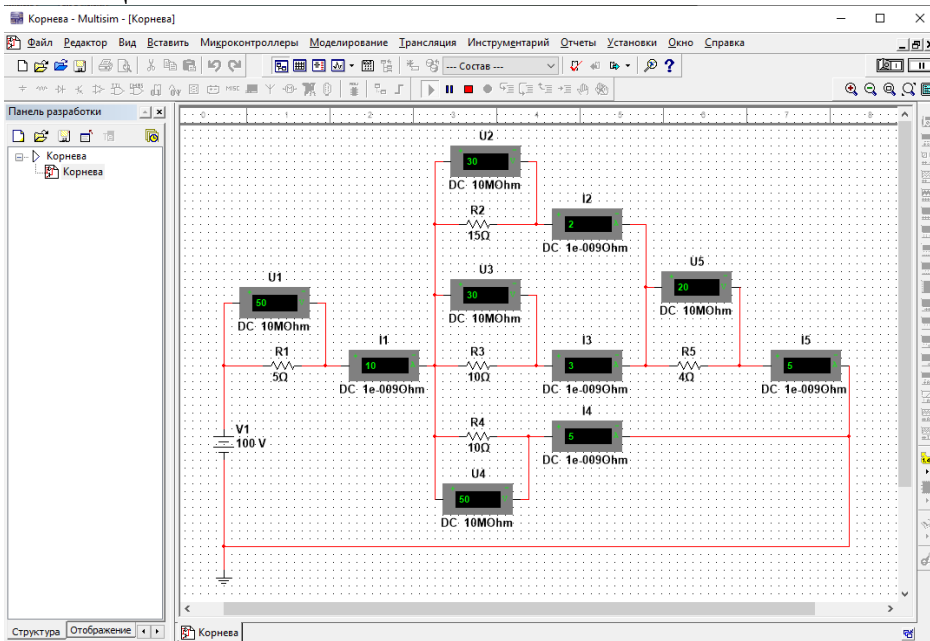 Корнева - Multisim - [Корнева]
Файл Редактор Вид Вставить Микроконтроллеры Моделирование Трансляция Инструментарий Отчеты Установки Окно Справка
--- Состав ---
Панель разработки
Корнева
Корнева
U2
30
DC 10MOhm
R2
15Ω
I2
2
DC 1e-009Ohm
U1
50
DC 10MOhm
U3
30
DC 10MOhm
U5
20
DC 10MOhm
R1
5Ω
I1
10
DC 1e-009Ohm
R3
10Ω
I3
3
DC 1e-009Ohm
R5
4Ω
I5
5
DC 1e-009Ohm
R4
10Ω
I4
5
DC 1e-009Ohm
V1
100 V
U4
50
DC 10MOhm
Структура Отображение
Корнева